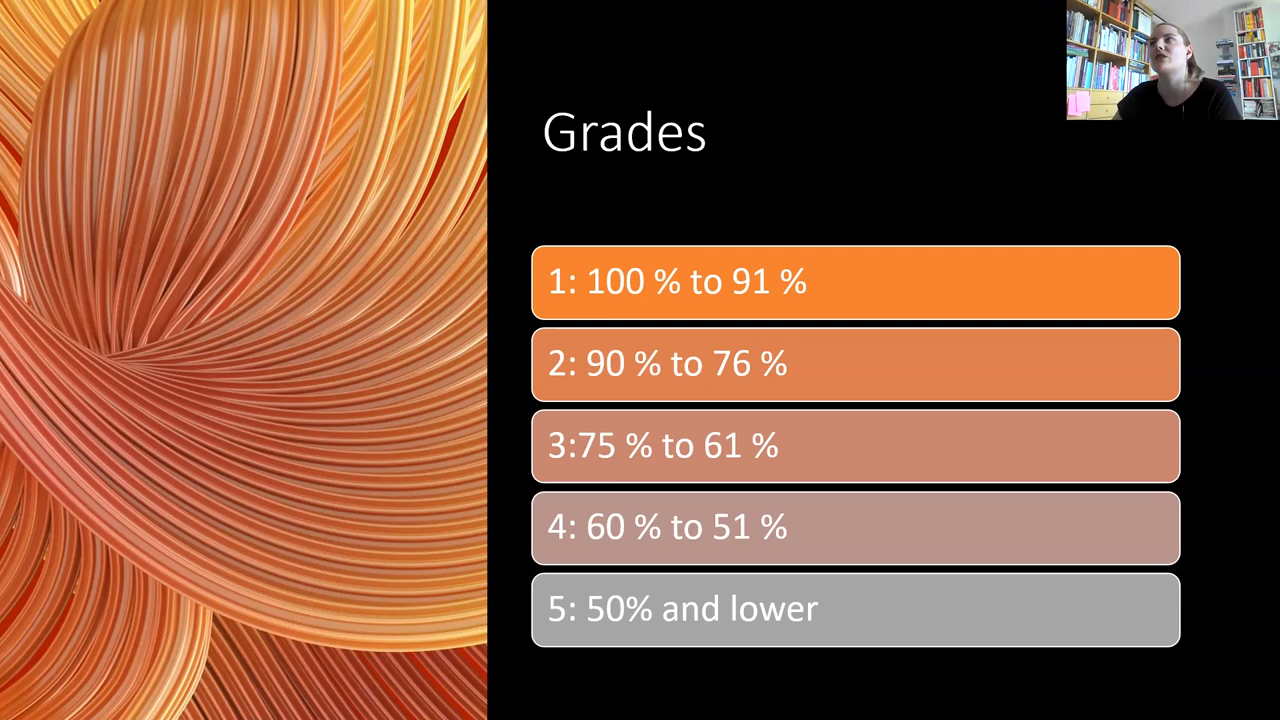 Grades
1: 100 % to 91 %
2: 90 % to 76 %
3:75 % to 61 %
4: 60 % to 51 %
5: 50% and lower